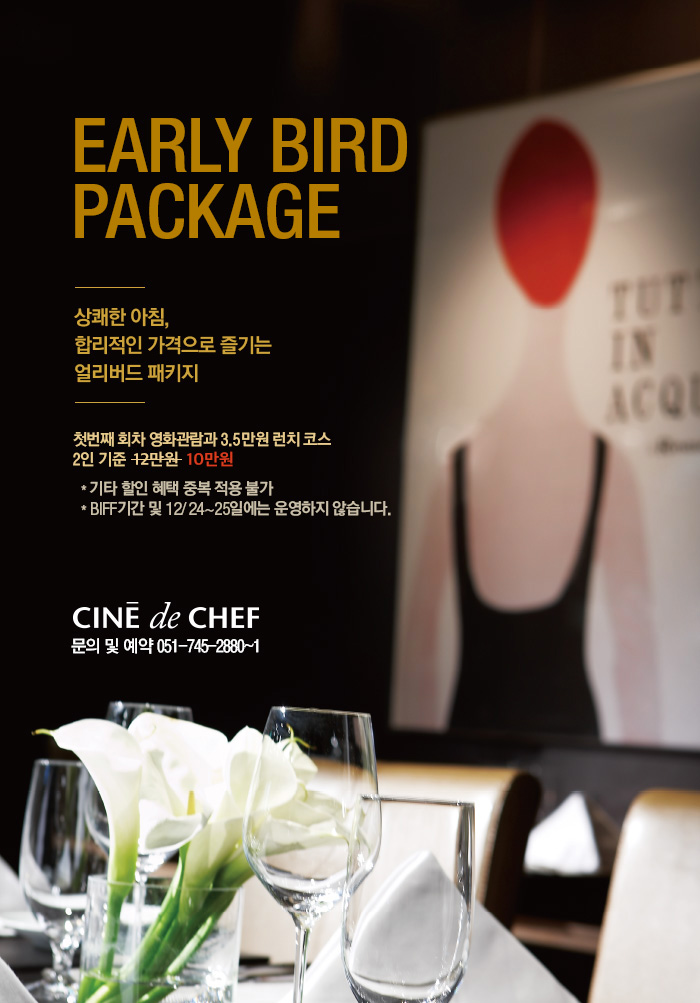 EARLY BIRD
PACKAGE
상쾌한 아침,
합리적인 가격으로 즐기는
얼리버드 패키지
첫번째 회차 영화관람과 3.5만원 런치 코스
2인 기준 12만원 10만원
* 기타 할인 혜택 중복 적용 불가
* BIFF기간 및 12/24~25일에는 운영하지 않습니다.
CINĒ de CHEF
문의 및 예약 051-745-2880~1
IN